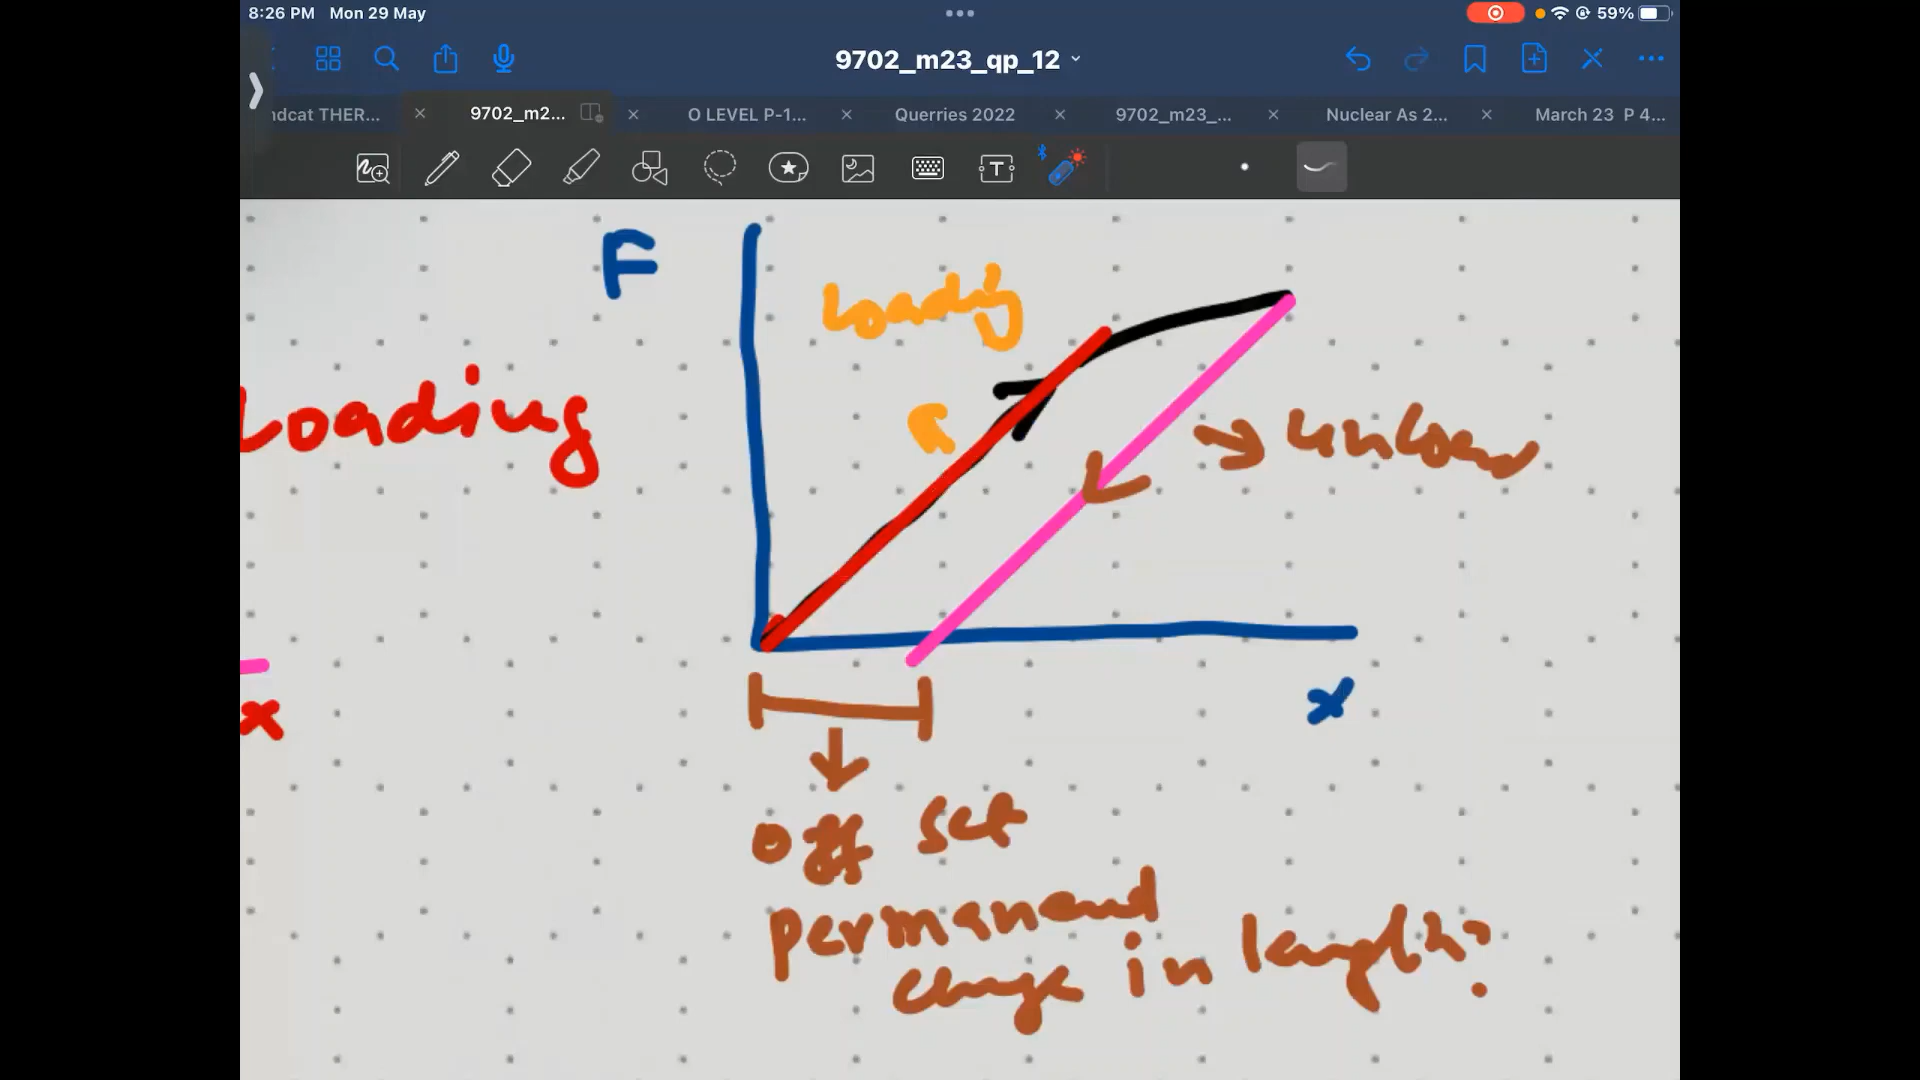 8:26 PM Mon 29 May
59%
9702_m23_qp_12
ndcat THER...
9702_m2...
O LEVEL P-1...
Querries 2022
9702_m23_...
Nuclear As 2...
March 23 P 4...
F
Loading
Loading
unload
x
x
off set
permanend
change in length?